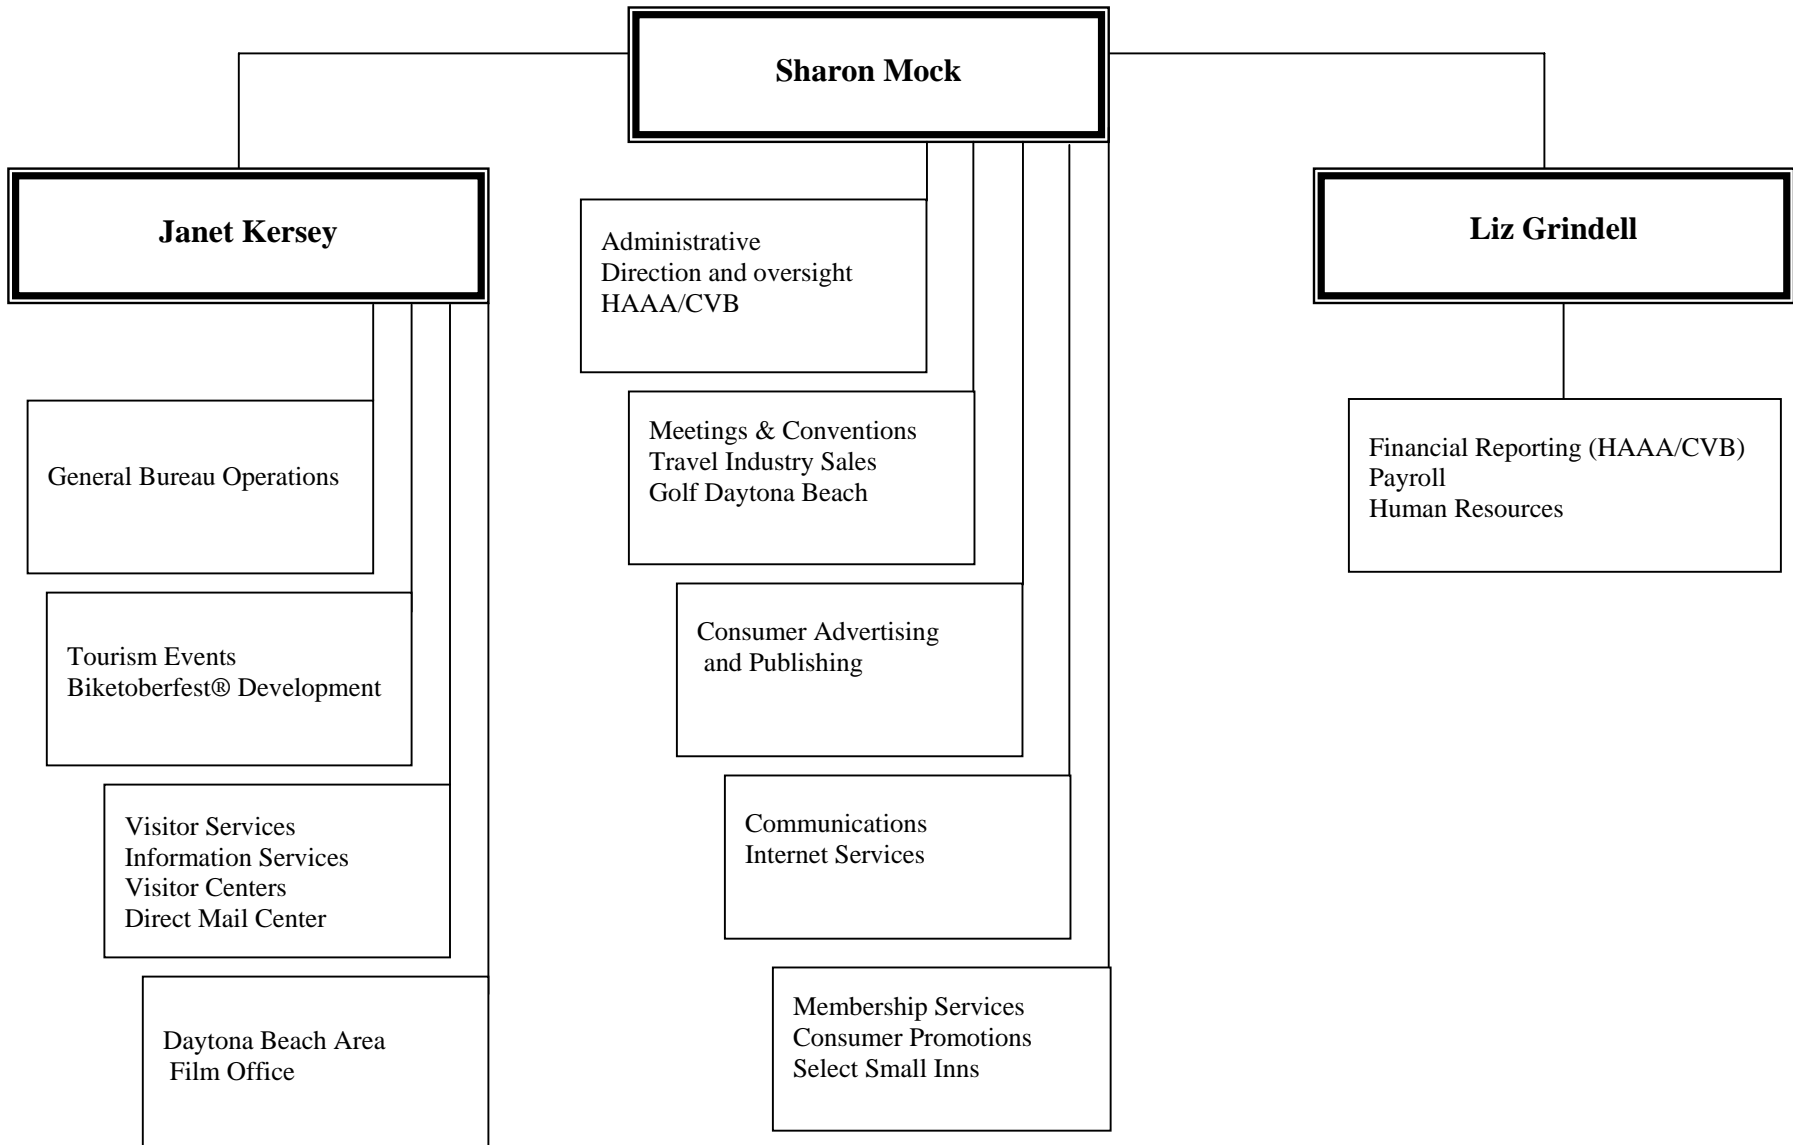 Sharon Mock
Janet Kersey
General Bureau Operations
Tourism Events
Biketoberfest® Development
Visitor Services
Information Services
Visitor Centers
Direct Mail Center
Daytona Beach Area
Film Office
Administrative
Direction and oversight
HAAA/CVB
Meetings & Conventions
Travel Industry Sales
Golf Daytona Beach
Consumer Advertising
and Publishing
Communications
Internet Services
Membership Services
Consumer Promotions
Select Small Inns
Liz Grindell
Financial Reporting (HAAA/CVB)
Payroll
Human Resources